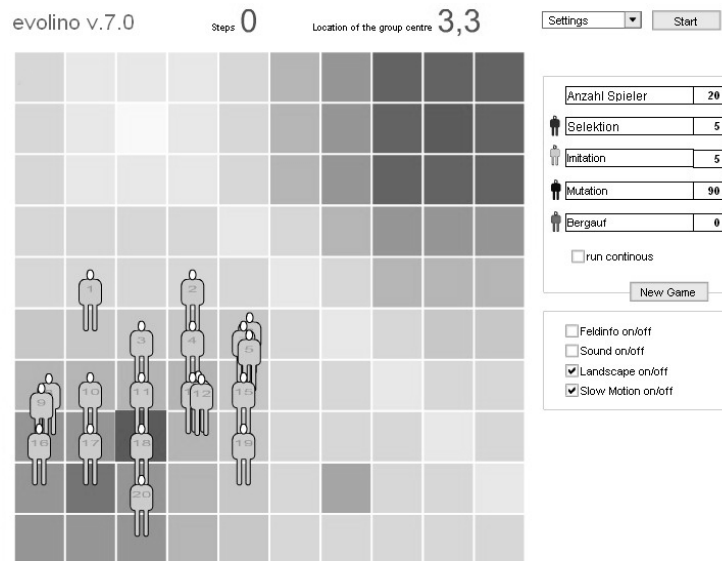 evolino v.7.0
Steps 0
Location of the group centre 3,3
Settings
Start
Anzahl Spieler 20
Selektion 5
Imitation 5
Mutation 90
Bergauf 0
run continous
New Game
Feldinfo on/off
Sound on/off
Landscape on/off
Slow Motion on/off
1
2
3
4
5
9
10
11
12
15
16
17
18
19
20